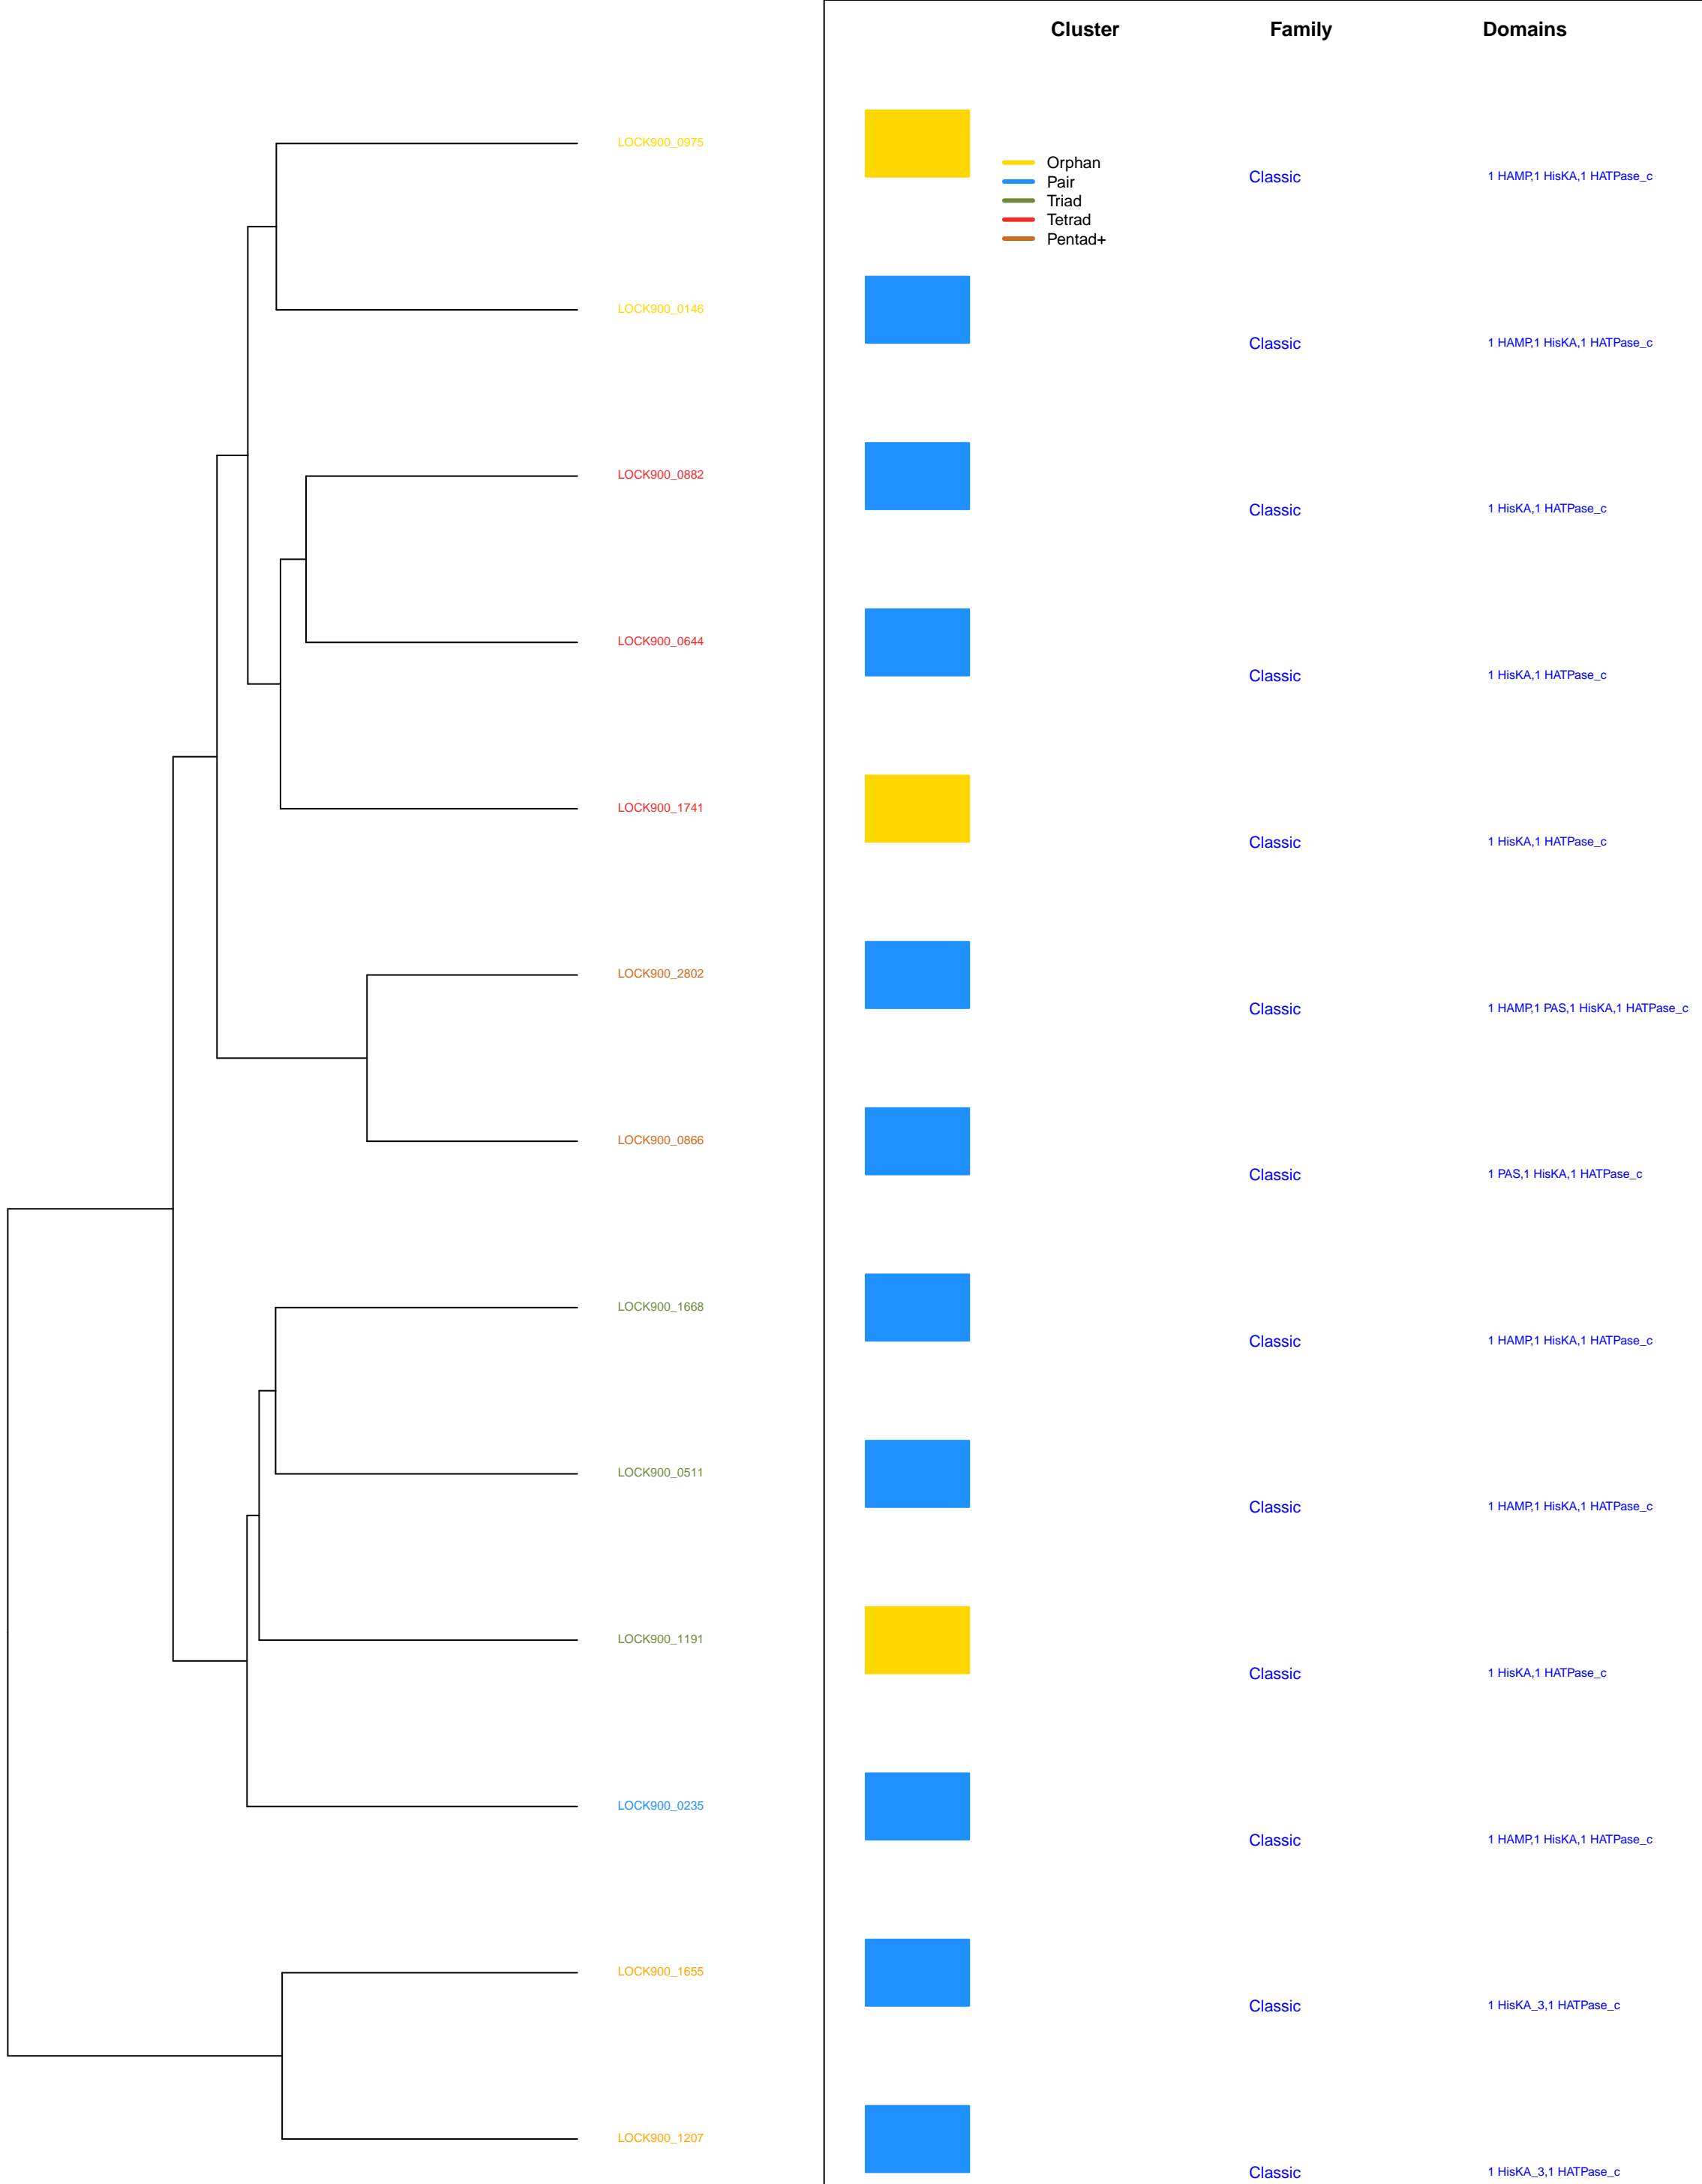 Cluster Family Domains
LOCK900_0975
Orphan
Pair
Triad
Tetrad
Pentad+
Classic 1 HAMP,1 HisKA,1 HATPase_c
LOCK900_0146
Classic 1 HAMP,1 HisKA,1 HATPase_c
LOCK900_0882
Classic 1 HisKA,1 HATPase_c
LOCK900_0644
Classic 1 HisKA,1 HATPase_c
LOCK900_1741
Classic 1 HisKA,1 HATPase_c
LOCK900_2802
Classic 1 HAMP,1 PAS,1 HisKA,1 HATPase_c
LOCK900_0866
Classic 1 PAS,1 HisKA,1 HATPase_c
LOCK900_1668
Classic 1 HAMP,1 HisKA,1 HATPase_c
LOCK900_0511
Classic 1 HAMP,1 HisKA,1 HATPase_c
LOCK900_1191
Classic 1 HisKA,1 HATPase_c
LOCK900_0235
Classic 1 HAMP,1 HisKA,1 HATPase_c
LOCK900_1655
Classic 1 HisKA_3,1 HATPase_c
LOCK900_1207
Classic 1 HisKA_3,1 HATPase_c